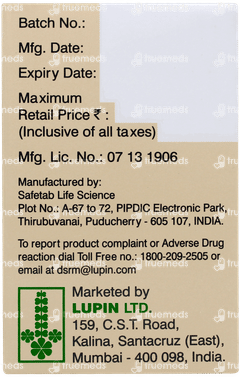 Batch No.:
Mfg. Date:
Expiry Date:
Maximum
Retail Price ₹ :
(Inclusive of all taxes)
Mfg. Lic. No.: 07 13 1906
Manufactured by:
Safetab Life Science
Plot No.: A-67 to 72, PIPDIC Electronic Park,
Thirubuvanai, Puducherry - 605 107, INDIA.
To report product complaint or Adverse Drug
reaction dial Toll Free no.: 1800-209-2505 or
email at dsrm@lupin.com
Marketed by
LUPIN LTD.
159, C.S.T. Road,
Kalina, Santacruz (East),
Mumbai - 400 098, India.